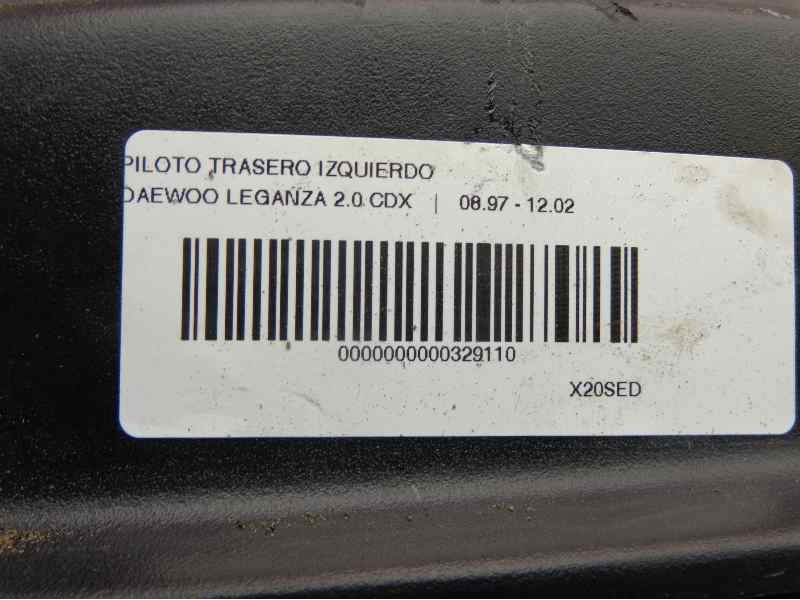 PILOTO TRASERO IZQUIERDO
DAEWOO LEGANZA 2.0 CDX | 08.97 - 12.02
0000000000329110
X20SED